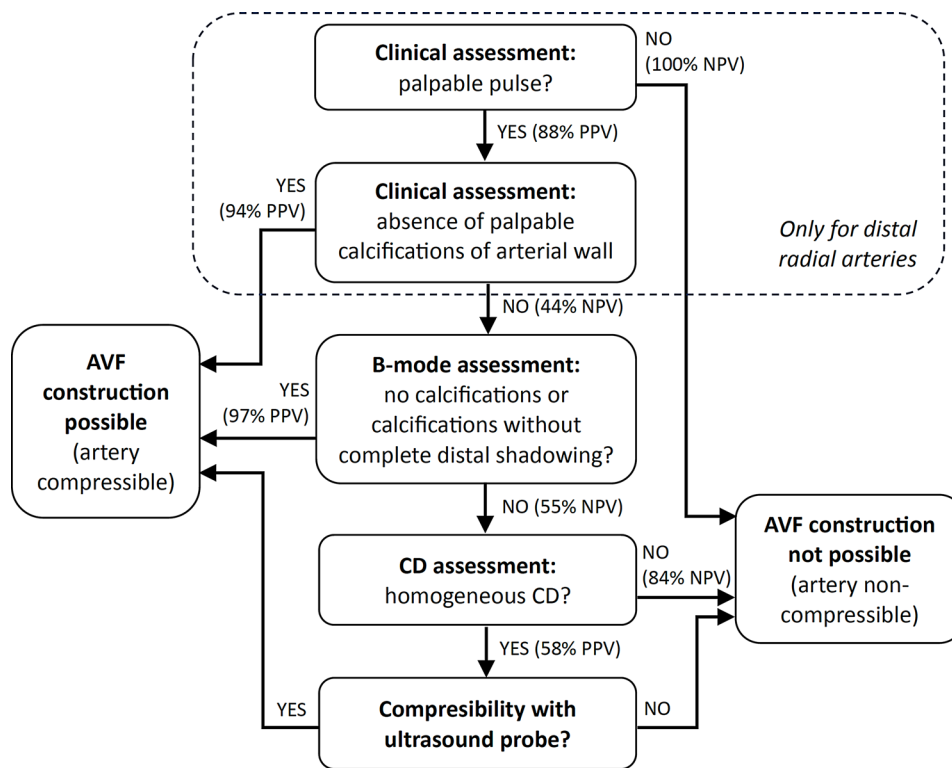 Clinical assessment:
palpable pulse?
NO
(100% NPV)
YES (88% PPV)
Clinical assessment:
absence of palpable
calcifications of arterial wall
YES
(94% PPV)
Only for distal
radial arteries
NO (44% NPV)
AVF
construction
possible
(artery
compressible)
B-mode assessment:
no calcifications or
calcifications without
complete distal shadowing?
YES
(97% PPV)
NO (55% NPV)
AVF construction
not possible
(artery non-
compressible)
CD assessment:
homogeneous CD?
NO
(84% NPV)
YES (58% PPV)
Compresibility with
ultrasound probe?
YES
NO